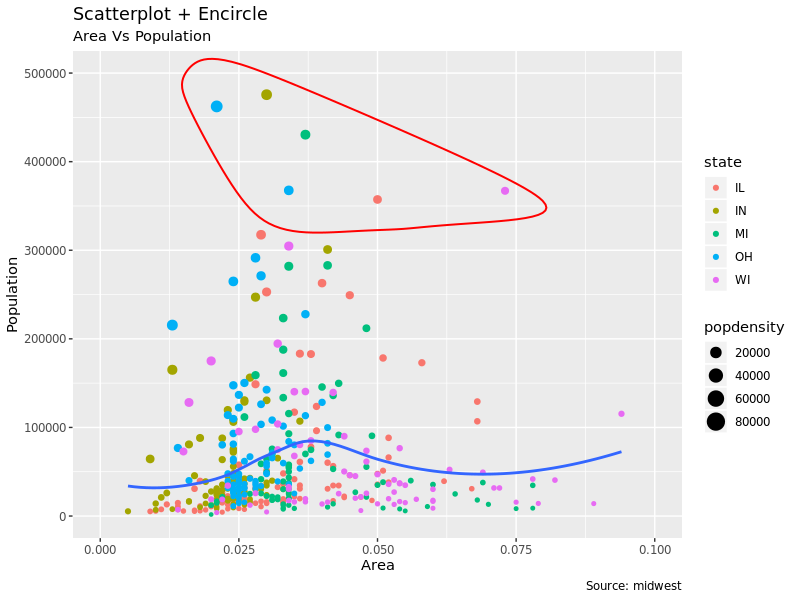 Scatterplot + Encircle
Area Vs Population
Population
500000
400000
300000
200000
100000
0
0.000
0.025
0.050
0.075
0.100
Area
Source: midwest
state
IL
IN
MI
OH
WI
popdensity
20000
40000
60000
80000